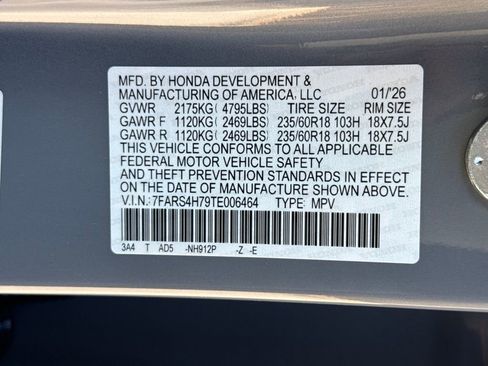 MFD. BY HONDA DEVELOPMENT &
MANUFACTURING OF AMERICA, LLC 01/'26
GVWR 2175KG( 4795LBS) TIRE SIZE RIM SIZE
GAWR F 1120KG( 2469LBS) 235/60R18 103H 18X7.5J
GAWR R 1120KG( 2469LBS) 235/60R18 103H 18X7.5J
THIS VEHICLE CONFORMS TO ALL APPLICABLE
FEDERAL MOTOR VEHICLE SAFETY
AND THEFT PREVENTION STANDARDS IN EFFECT
ON THE DATE OF MANUFACTURE SHOWN ABOVE.
V.I.N.:7FARS4H79TE006464 TYPE: MPV
3A4 T AD5 -NH912P -Z -E